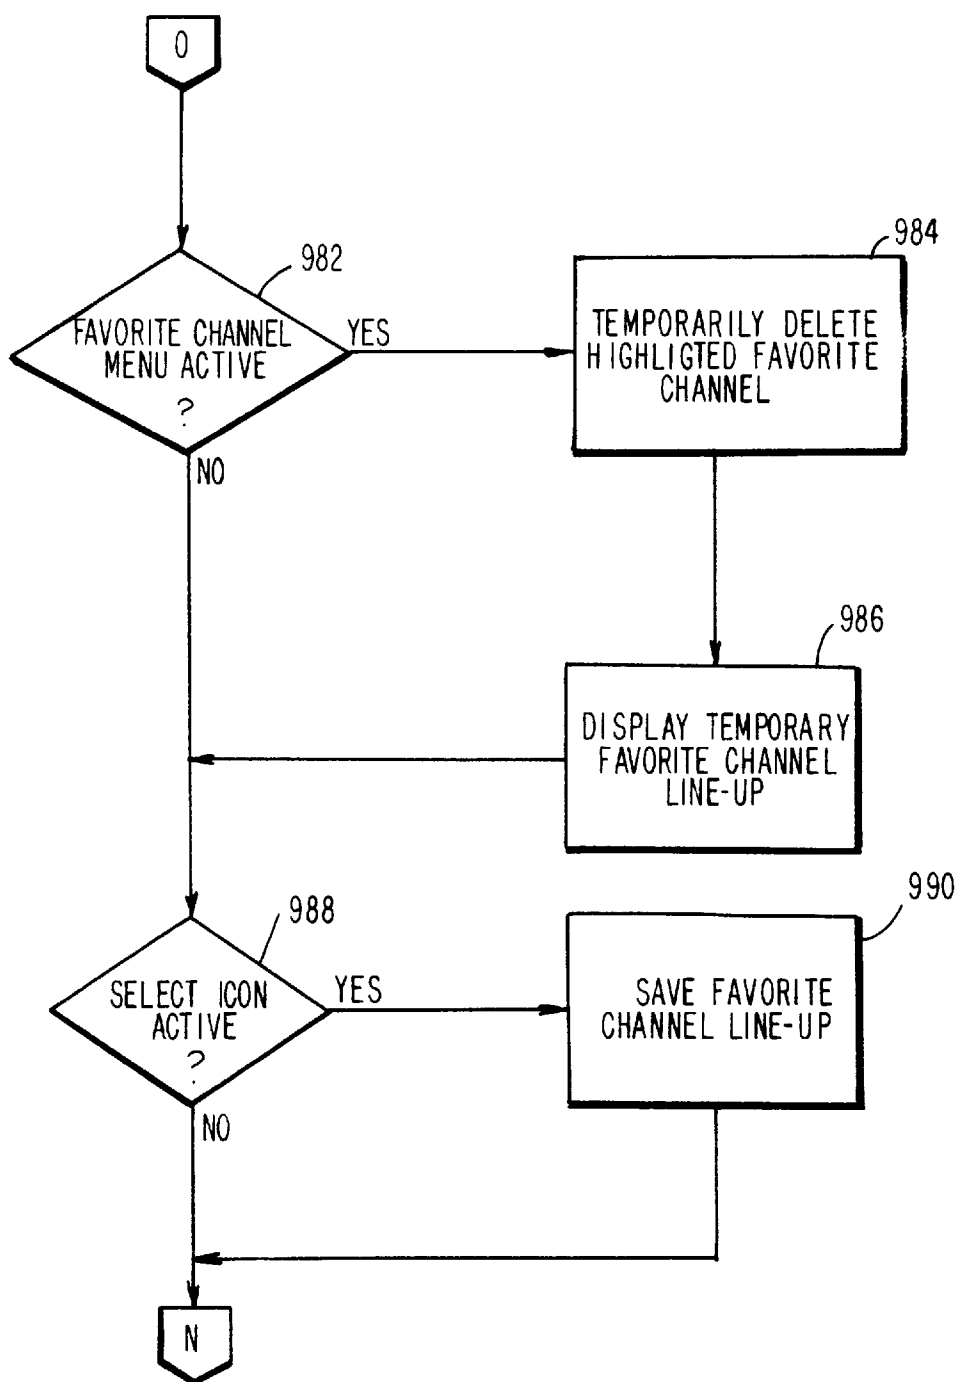 O
982
FAVORITE CHANNEL
MENU ACTIVE
?
YES
NO
984
TEMPORARILY DELETE
HIGHLIGTED FAVORITE
CHANNEL
986
DISPLAY TEMPORARY
FAVORITE CHANNEL
LINE-UP
988
SELECT ICON
ACTIVE
?
YES
NO
990
SAVE FAVORITE
CHANNEL LINE-UP
N